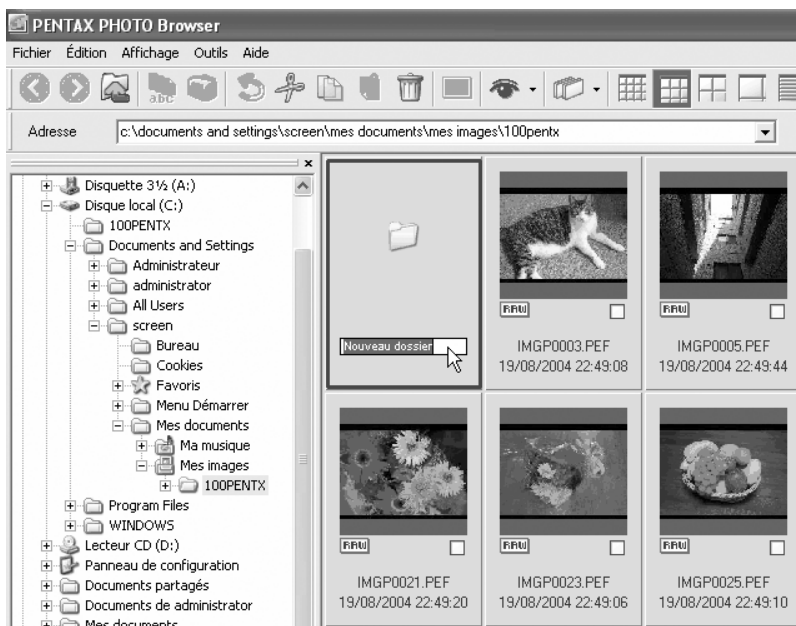 PENTAX PHOTO Browser
Fichier Édition Affichage Outils Aide
abc
Adresse c:\documents and settings\screen\mes documents\mes images\100pentx
Disquette 3½ (A:)
Disque local (C:)
100PENTX
Documents and Settings
Administrateur
administrator
All Users
screen
Bureau
Cookies
Favoris
Menu Démarrer
Mes documents
Ma musique
Mes images
100PENTX
Program Files
WINDOWS
Lecteur CD (D:)
Panneau de configuration
Documents partagés
Documents de administrator
Mes documents
Nouveau dossier
RAW
IMGP0003.PEF
19/08/2004 22:49:08
RAW
IMGP0005.PEF
19/08/2004 22:49:44
RAW
IMGP0021.PEF
19/08/2004 22:49:20
RAW
IMGP0023.PEF
19/08/2004 22:49:06
RAW
IMGP0025.PEF
19/08/2004 22:49:10